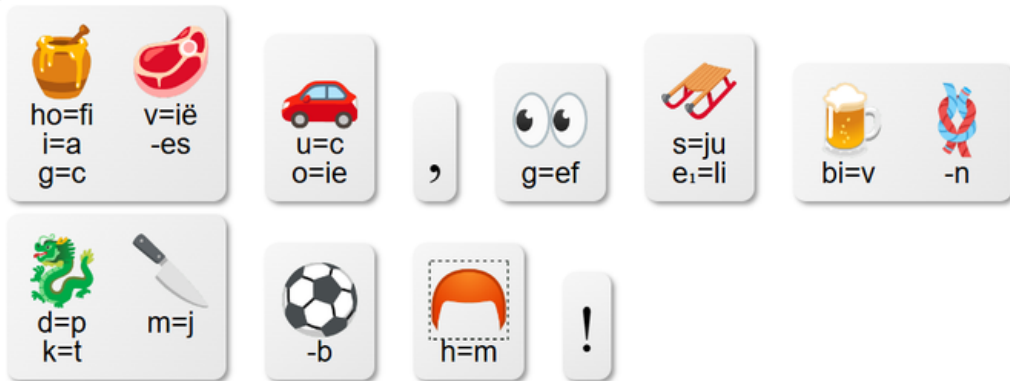 ho=fi v=ië
i=a -es
g=c
u=c
o=ie
,
g=ef
s=ju
e₁=li
bi=v -n
d=p m=j
k=t
-b
h=m
!